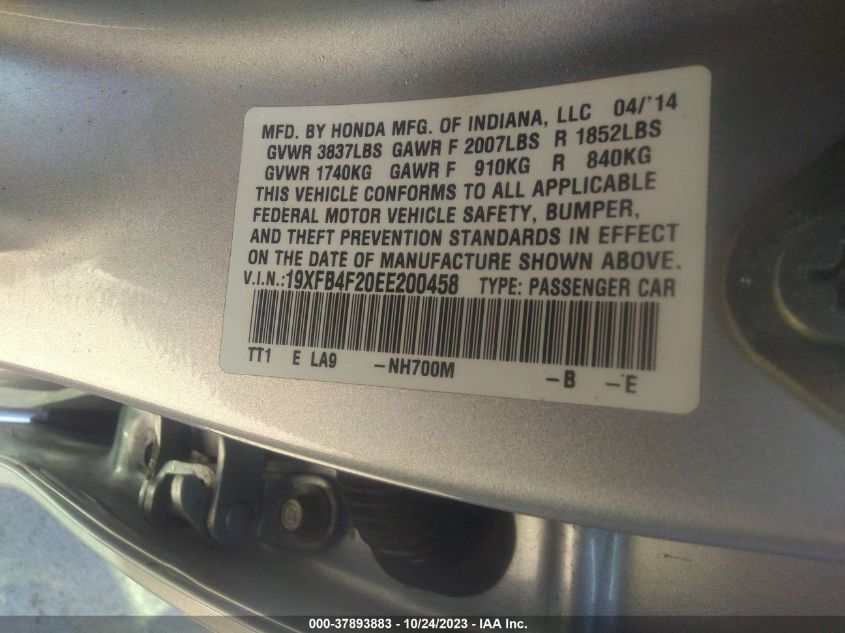 MFD. BY HONDA MFG. OF INDIANA, LLC 04/'14
GVWR 3837LBS GAWR F 2007LBS R 1852LBS
GVWR 1740KG GAWR F 910KG R 840KG
THIS VEHICLE CONFORMS TO ALL APPLICABLE
FEDERAL MOTOR VEHICLE SAFETY, BUMPER,
AND THEFT PREVENTION STANDARDS IN EFFECT
ON THE DATE OF MANUFACTURE SHOWN ABOVE.
V.I.N.:19XFB4F20EE200458 TYPE: PASSENGER CAR
TT1 E LA9 -NH700M -B -E
000-37893883 - 10/24/2023 - IAA Inc.